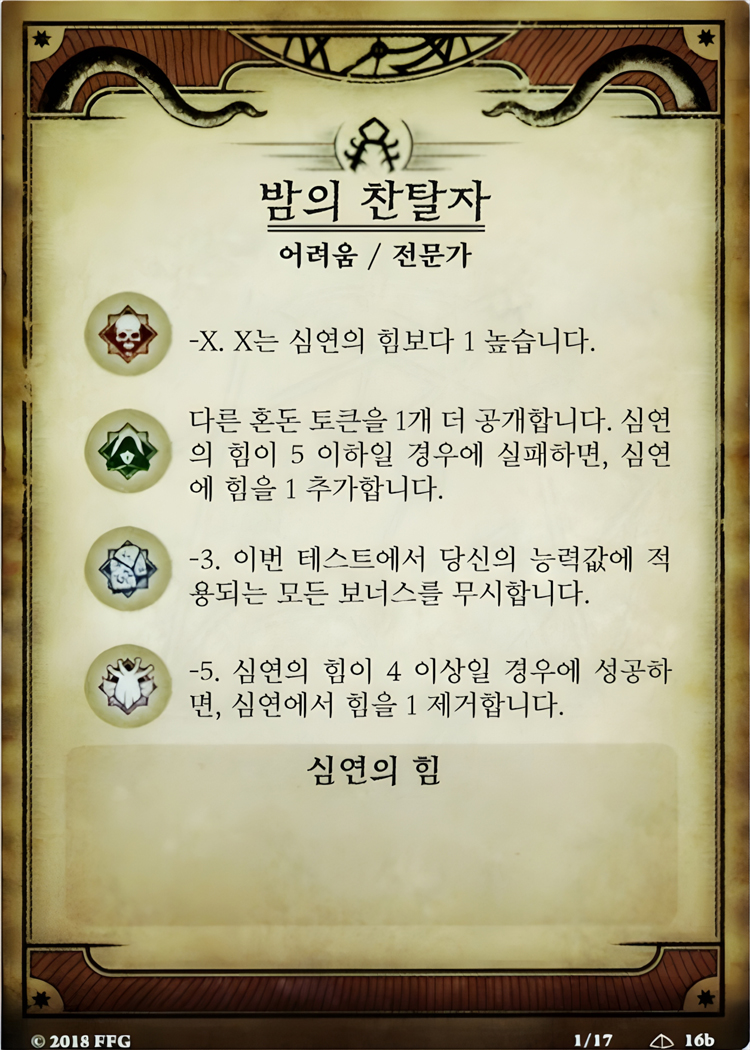 밤의 찬탈자
어려움 / 전문가
-X. X는 심연의 힘보다 1 높습니다.
다른 혼돈 토큰을 1개 더 공개합니다. 심연
의 힘이 5 이하일 경우에 실패하면, 심연
에 힘을 1 추가합니다.
-3. 이번 테스트에서 당신의 능력값에 적
용되는 모든 보너스를 무시합니다.
-5. 심연의 힘이 4 이상일 경우에 성공하
면, 심연에서 힘을 1 제거합니다.
심연의 힘
© 2018 FFG
1/17
16b